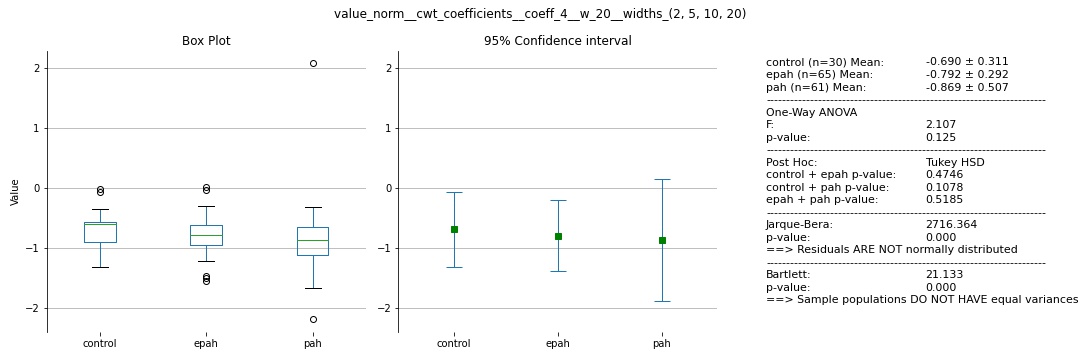 value_norm__cwt_coefficients__coeff_4__w_20__widths_(2, 5, 10, 20)
Box Plot
Value
2
1
0
−1
−2
control epah pah
95% Confidence interval
2
1
0
−1
−2
control epah pah
control (n=30) Mean: -0.690 ± 0.311
epah (n=65) Mean: -0.792 ± 0.292
pah (n=61) Mean: -0.869 ± 0.507
One-Way ANOVA
F: 2.107
p-value: 0.125
Post Hoc: Tukey HSD
control + epah p-value: 0.4746
control + pah p-value: 0.1078
epah + pah p-value: 0.5185
Jarque-Bera: 2716.364
p-value: 0.000
==> Residuals ARE NOT normally distributed
Bartlett: 21.133
p-value: 0.000
==> Sample populations DO NOT HAVE equal variances